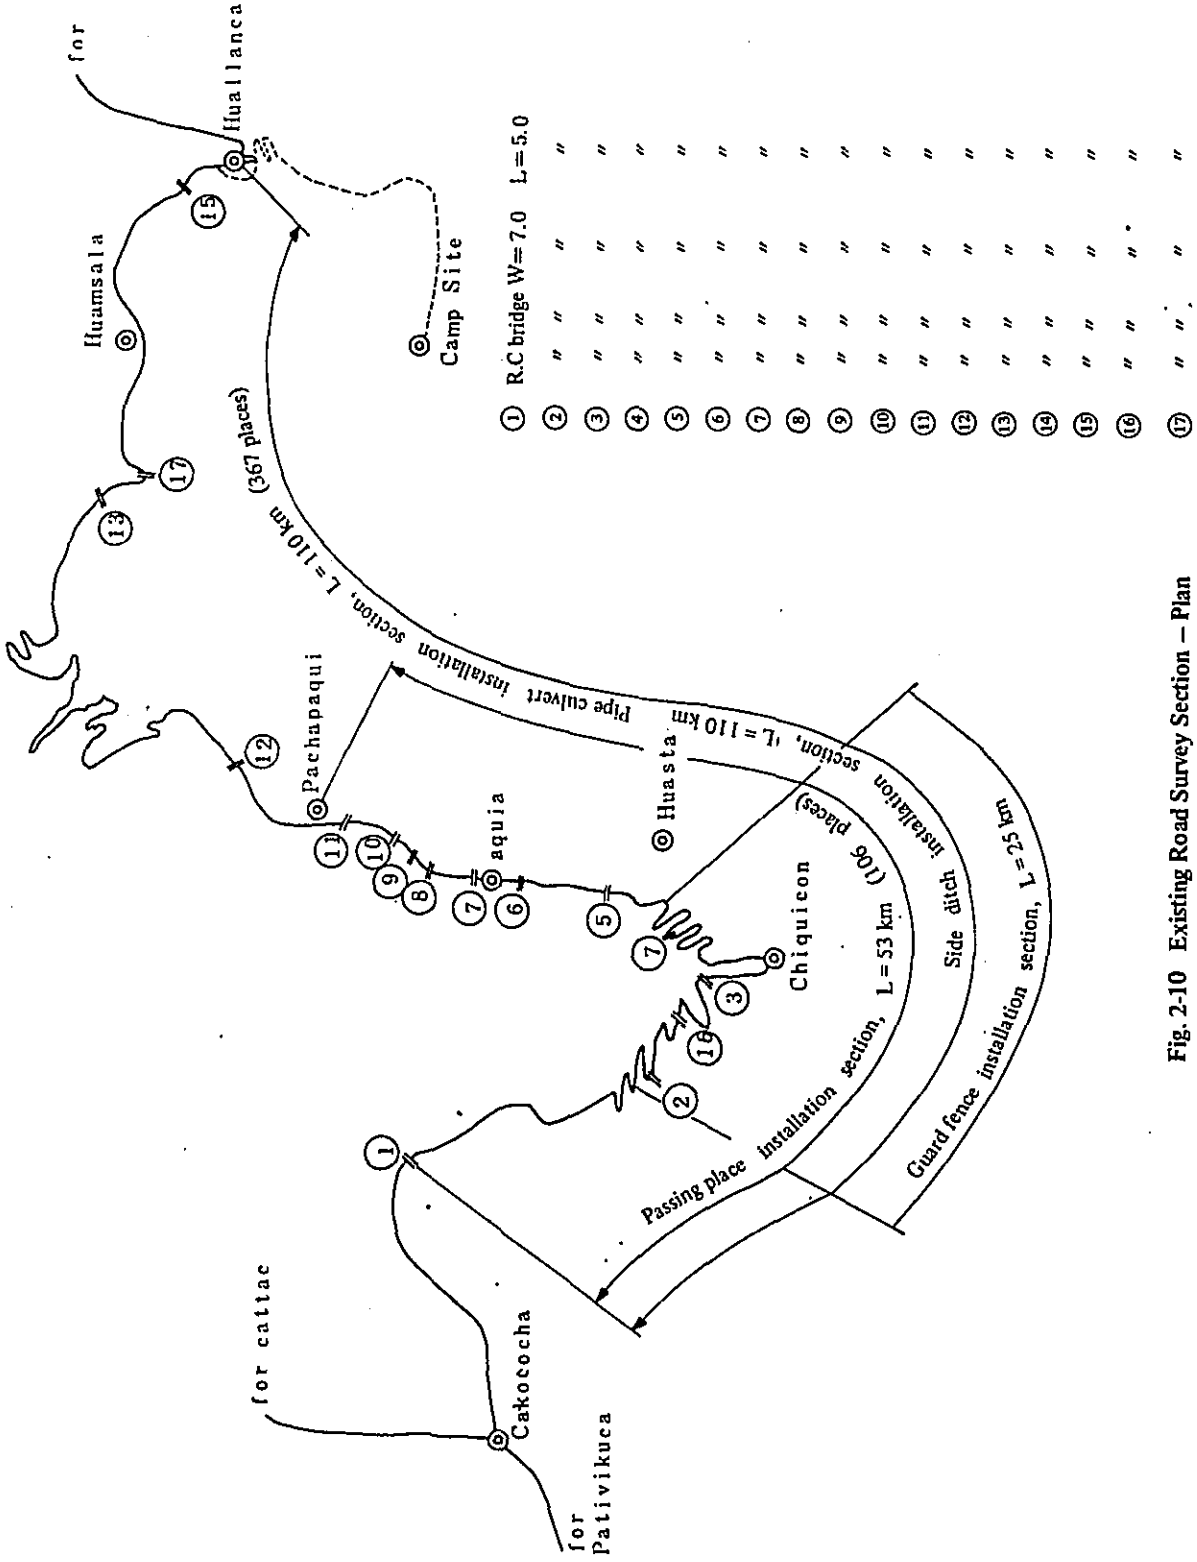 for
Huallanca
Huamsala
15
Camp Site
17
13
(367 places)
Pipe culvert installation section, L=110 km
Pachapaqui
12
11
10
9
8
7
aquia
6
5
Huasta
7
Chiquicon
3
16
2
1
Side ditch installation section, L=110 km
Passing place installation section, L=53 km (106 places)
Guard fence installation section, L=25 km
for cattac
Cakococha
for
Pativikuca
① R.C bridge W=7.0 L=5.0
② 〃 〃 〃 〃
③ 〃 〃 〃 〃
④ 〃 〃 〃 〃
⑤ 〃 〃 〃 〃
⑥ 〃 〃 〃 〃
⑦ 〃 〃 〃 〃
⑧ 〃 〃 〃 〃
⑨ 〃 〃 〃 〃
⑩ 〃 〃 〃 〃
⑪ 〃 〃 〃 〃
⑫ 〃 〃 〃 〃
⑬ 〃 〃 〃 〃
⑭ 〃 〃 〃 〃
⑮ 〃 〃 〃 〃
⑯ 〃 〃 〃 〃
⑰ 〃 〃 〃 〃
Fig. 2-10 Existing Road Survey Section – Plan